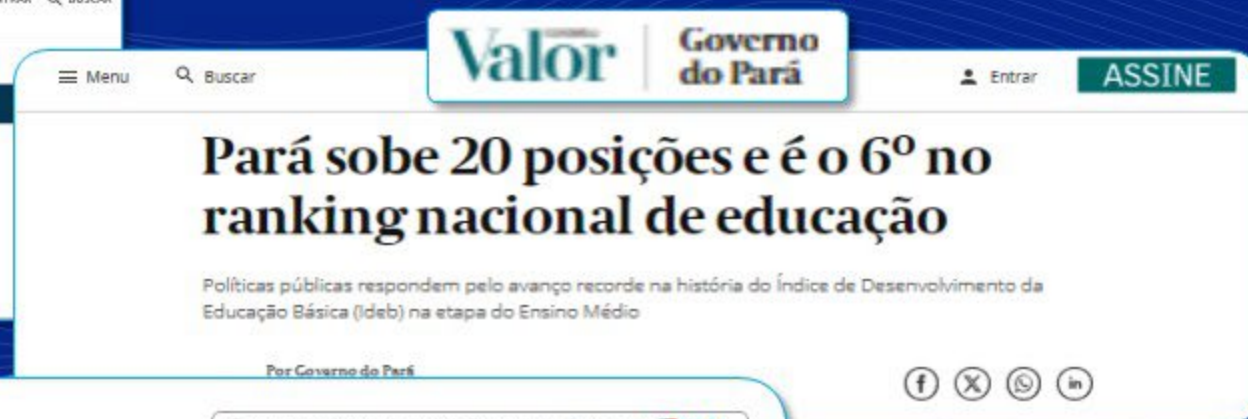 BUSCAR
Valor
Governo
do Pará
Menu
Buscar
Entrar
ASSINE
Pará sobe 20 posições e é o 6º no
ranking nacional de educação
Políticas públicas respondem pelo avanço recorde na história do Índice de Desenvolvimento da
Educação Básica (Ideb) na etapa do Ensino Médio
Por Governo do Pará